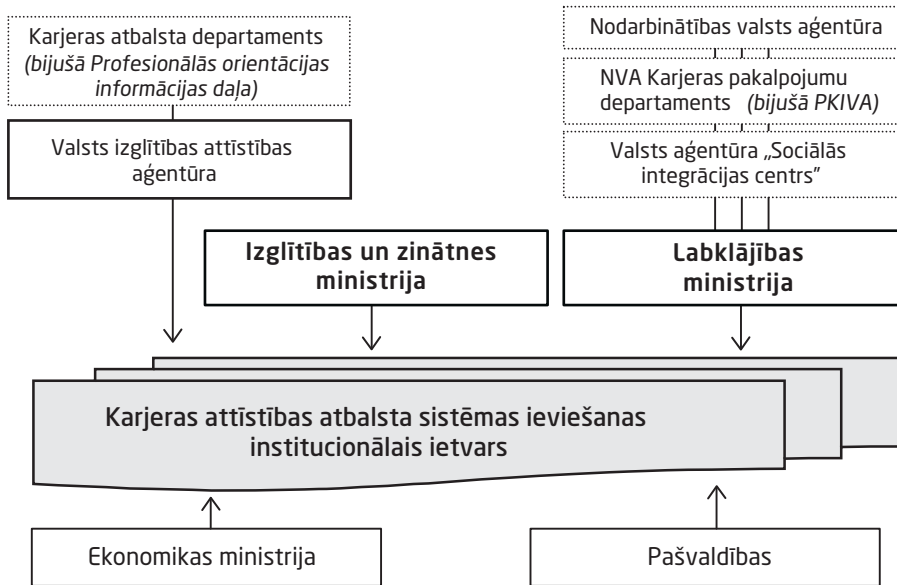 Karjeras atbalsta departaments
(bijušā Profesionālās orientācijas
informācijas daļa)
Valsts izglītības attīstības
aģentūra
Nodarbinātības valsts aģentūra
NVA Karjeras pakalpojumu
departaments (bijušā PKIVA)
Valsts aģentūra „Sociālās
integrācijas centrs”
Izglītības un zinātnes
ministrija
Labklājības
ministrija
Karjeras attīstības atbalsta sistēmas ieviešanas
institucionālais ietvars
Ekonomikas ministrija
Pašvaldības